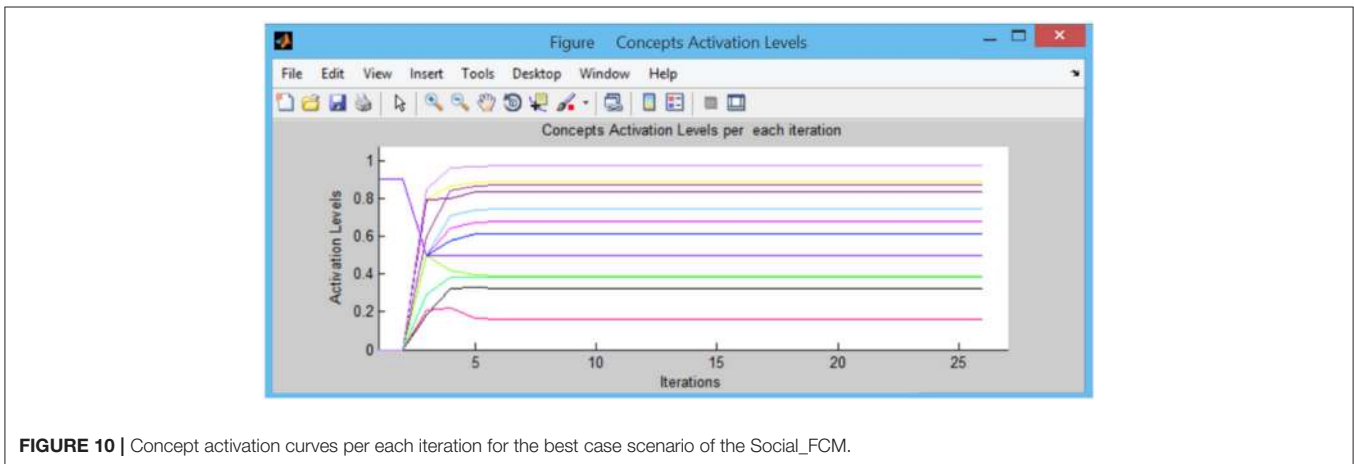 Figure Concepts Activation Levels
File Edit View Insert Tools Desktop Window Help
Concepts Activation Levels per each iteration
1
0.8
0.6
0.4
0.2
0
Activation Levels
5 10 15 20 25
Iterations
FIGURE 10 | Concept activation curves per each iteration for the best case scenario of the Social_FCM.